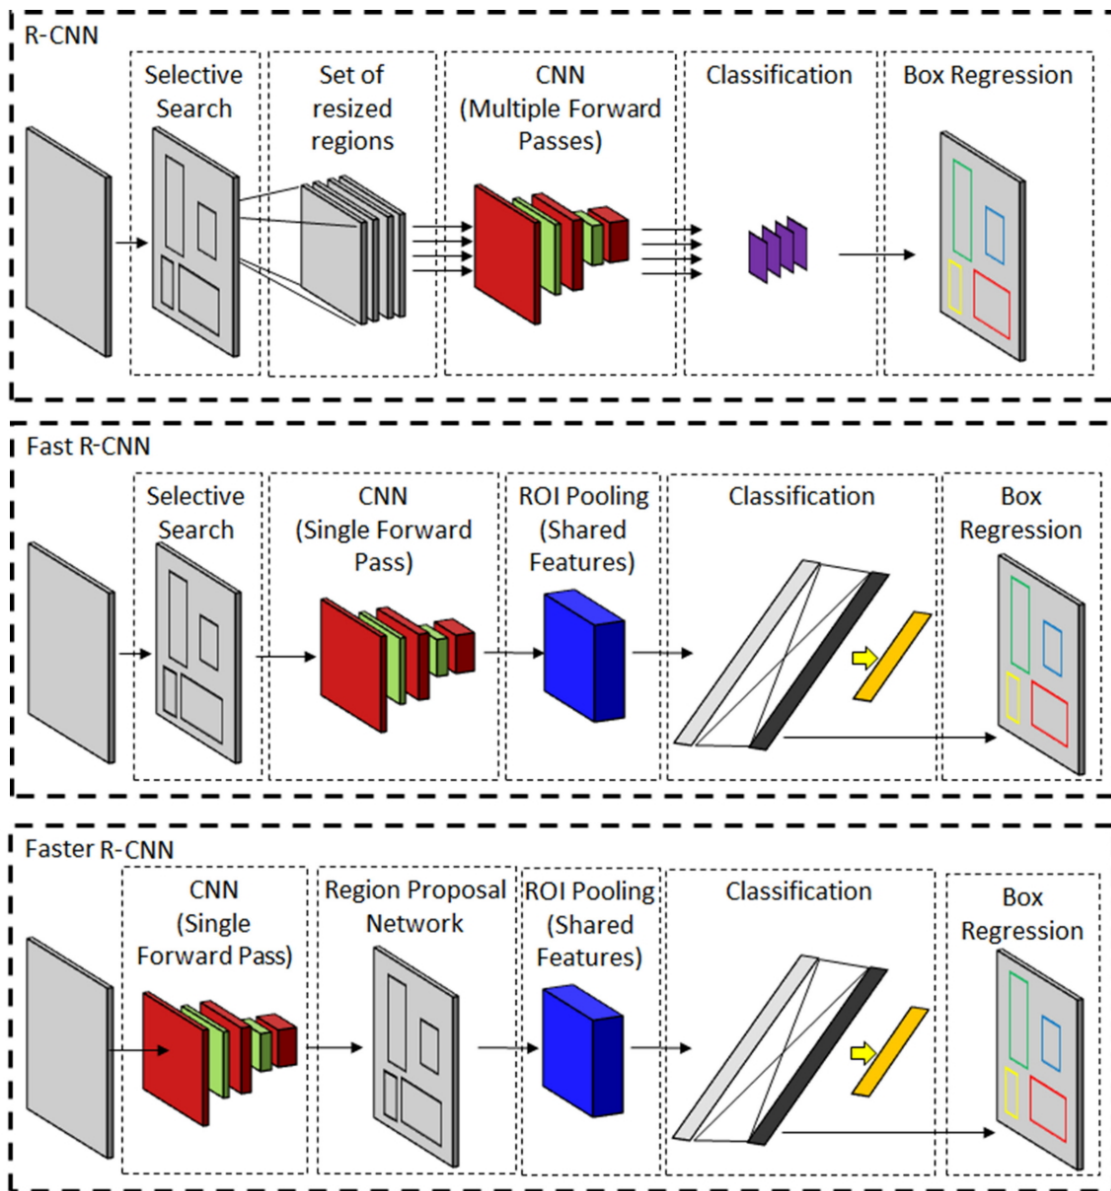 R-CNN
Selective
Search
Set of
resized
regions
CNN
(Multiple Forward
Passes)
Classification
Box Regression
Fast R-CNN
Selective
Search
CNN
(Single Forward
Pass)
ROI Pooling
(Shared
Features)
Classification
Box
Regression
Faster R-CNN
CNN
(Single
Forward Pass)
Region Proposal
Network
ROI Pooling
(Shared
Features)
Classification
Box
Regression